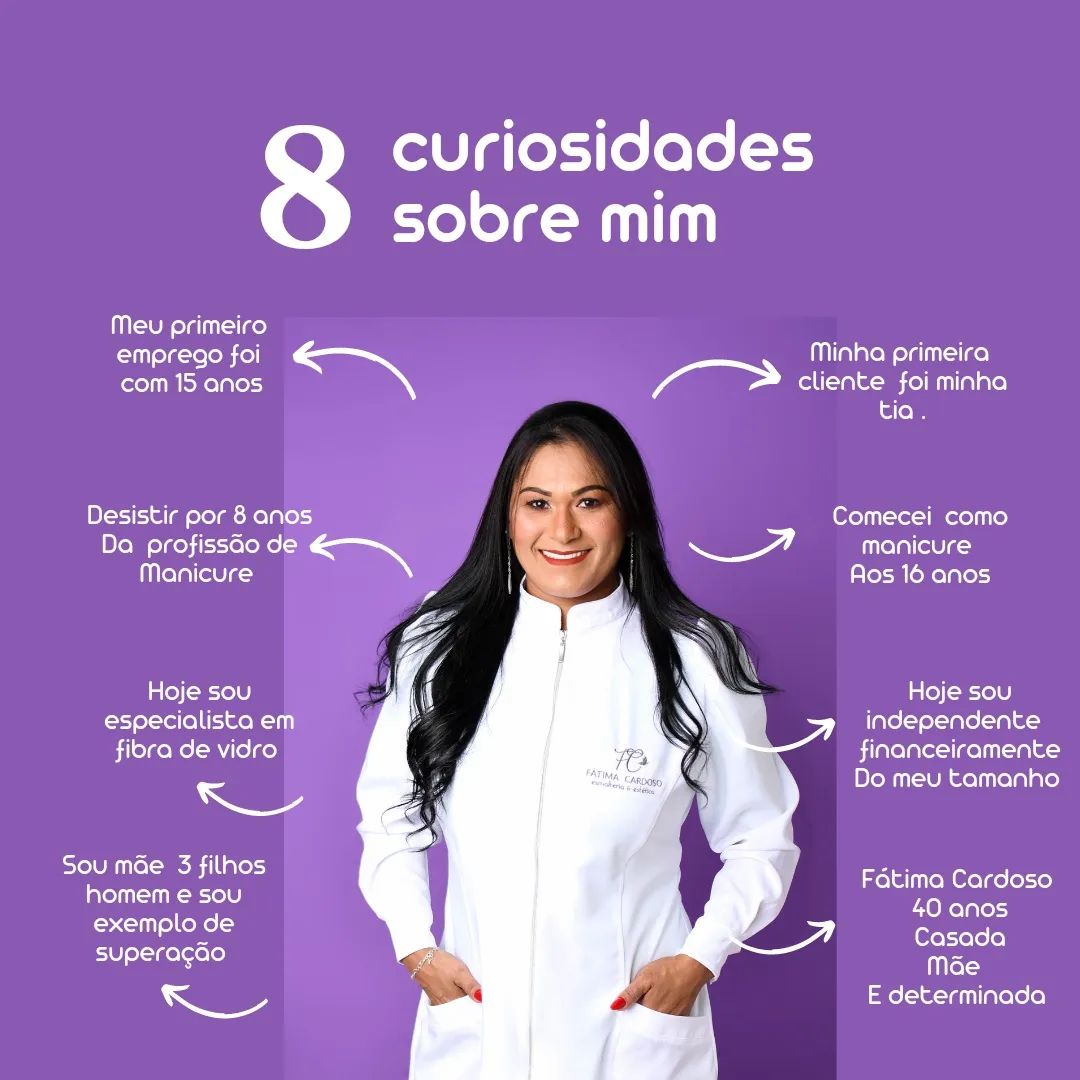 8 curiosidades
sobre mim
Meu primeiro
emprego foi
com 15 anos
Minha primeira
cliente foi minha
tia .
Desistir por 8 anos
Da profissão de
Manicure
Comecei como
manicure
Aos 16 anos
Hoje sou
especialista em
fibra de vidro
Hoje sou
independente
financeiramente
Do meu tamanho
FC
FÁTIMA CARDOSO
esmalteria & estética
Sou mãe 3 filhos
homem e sou
exemplo de
superação
Fátima Cardoso
40 anos
Casada
Mãe
E determinada